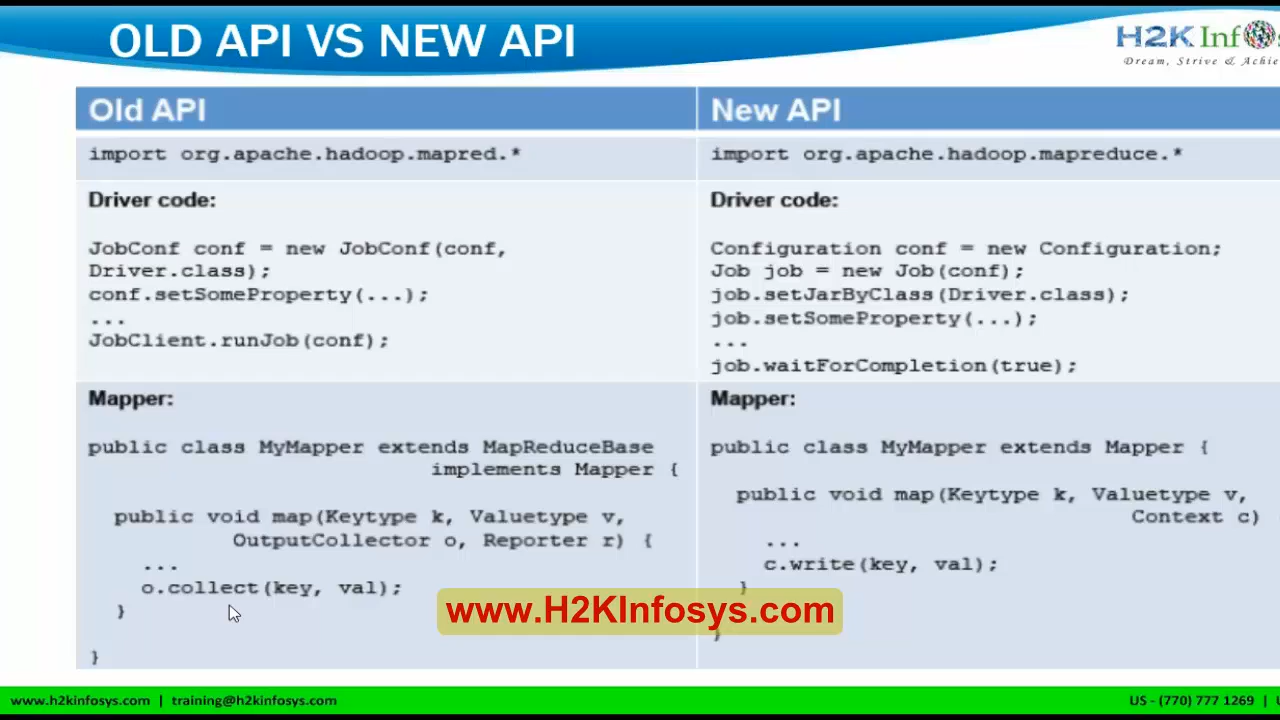 OLD API VS NEW API
H2K Infos
Dream, Strive & Achie
Old API
import org.apache.hadoop.mapred.*
Driver code:
JobConf conf = new JobConf(conf,
Driver.class);
conf.setSomeProperty(...);
...
JobClient.runJob(conf);
Mapper:
public class MyMapper extends MapReduceBase
implements Mapper {
public void map(Keytype k, Valuetype v,
OutputCollector o, Reporter r) {
...
o.collect(key, val);
}
}
New API
import org.apache.hadoop.mapreduce.*
Driver code:
Configuration conf = new Configuration;
Job job = new Job(conf);
job.setJarByClass(Driver.class);
job.setSomeProperty(...);
...
job.waitForCompletion(true);
Mapper:
public class MyMapper extends Mapper {
public void map(Keytype k, Valuetype v,
Context c)
...
c.write(key, val);
}
}
www.H2KInfosys.com
www.h2kinfosys.com | training@h2kinfosys.com
US - (770) 777 1269 |